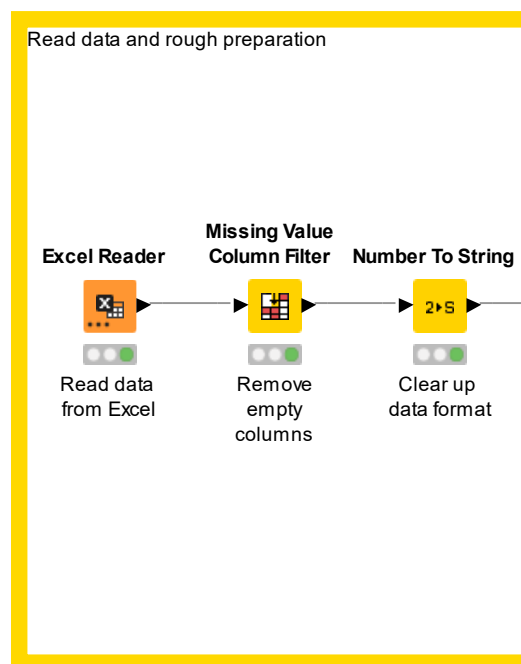 Read data and rough preparation
Excel Reader
Missing Value
Column Filter
Number To String
X
2▸S
Read data
from Excel
Remove
empty
columns
Clear up
data format